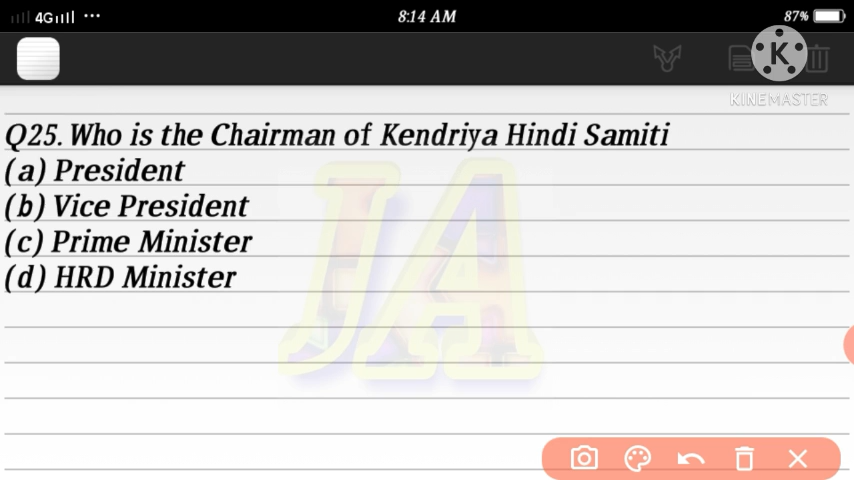 4G 8:14 AM 87%
K
KINEMASTER
Q25. Who is the Chairman of Kendriya Hindi Samiti
(a) President
(b) Vice President
(c) Prime Minister
(d) HRD Minister
JA